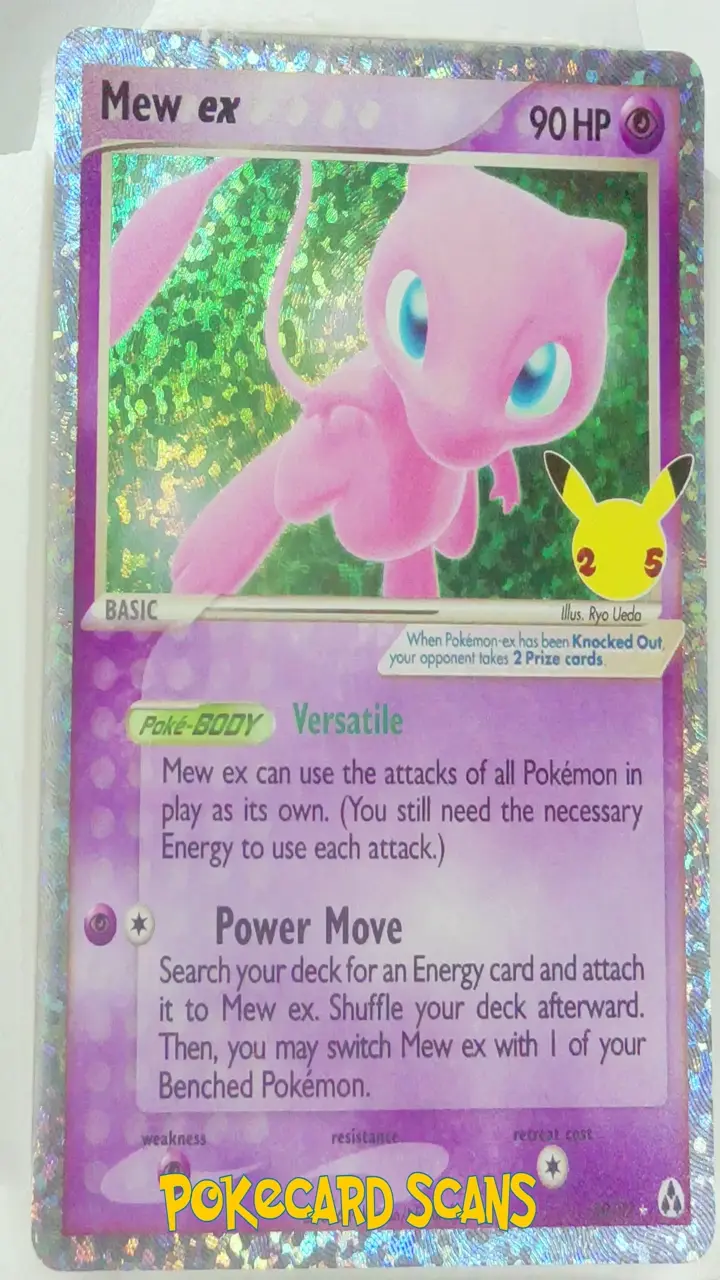 Mew ex
90 HP
2 5
BASIC
Illus. Ryo Ueda
When Pokémon-ex has been Knocked Out,
your opponent takes 2 Prize cards.
Poké-BODY Versatile
Mew ex can use the attacks of all Pokémon in
play as its own. (You still need the necessary
Energy to use each attack.)
Power Move
Search your deck for an Energy card and attach
it to Mew ex. Shuffle your deck afterward.
Then, you may switch Mew ex with 1 of your
Benched Pokémon.
weakness resistance retreat cost
POKECARD SCANS